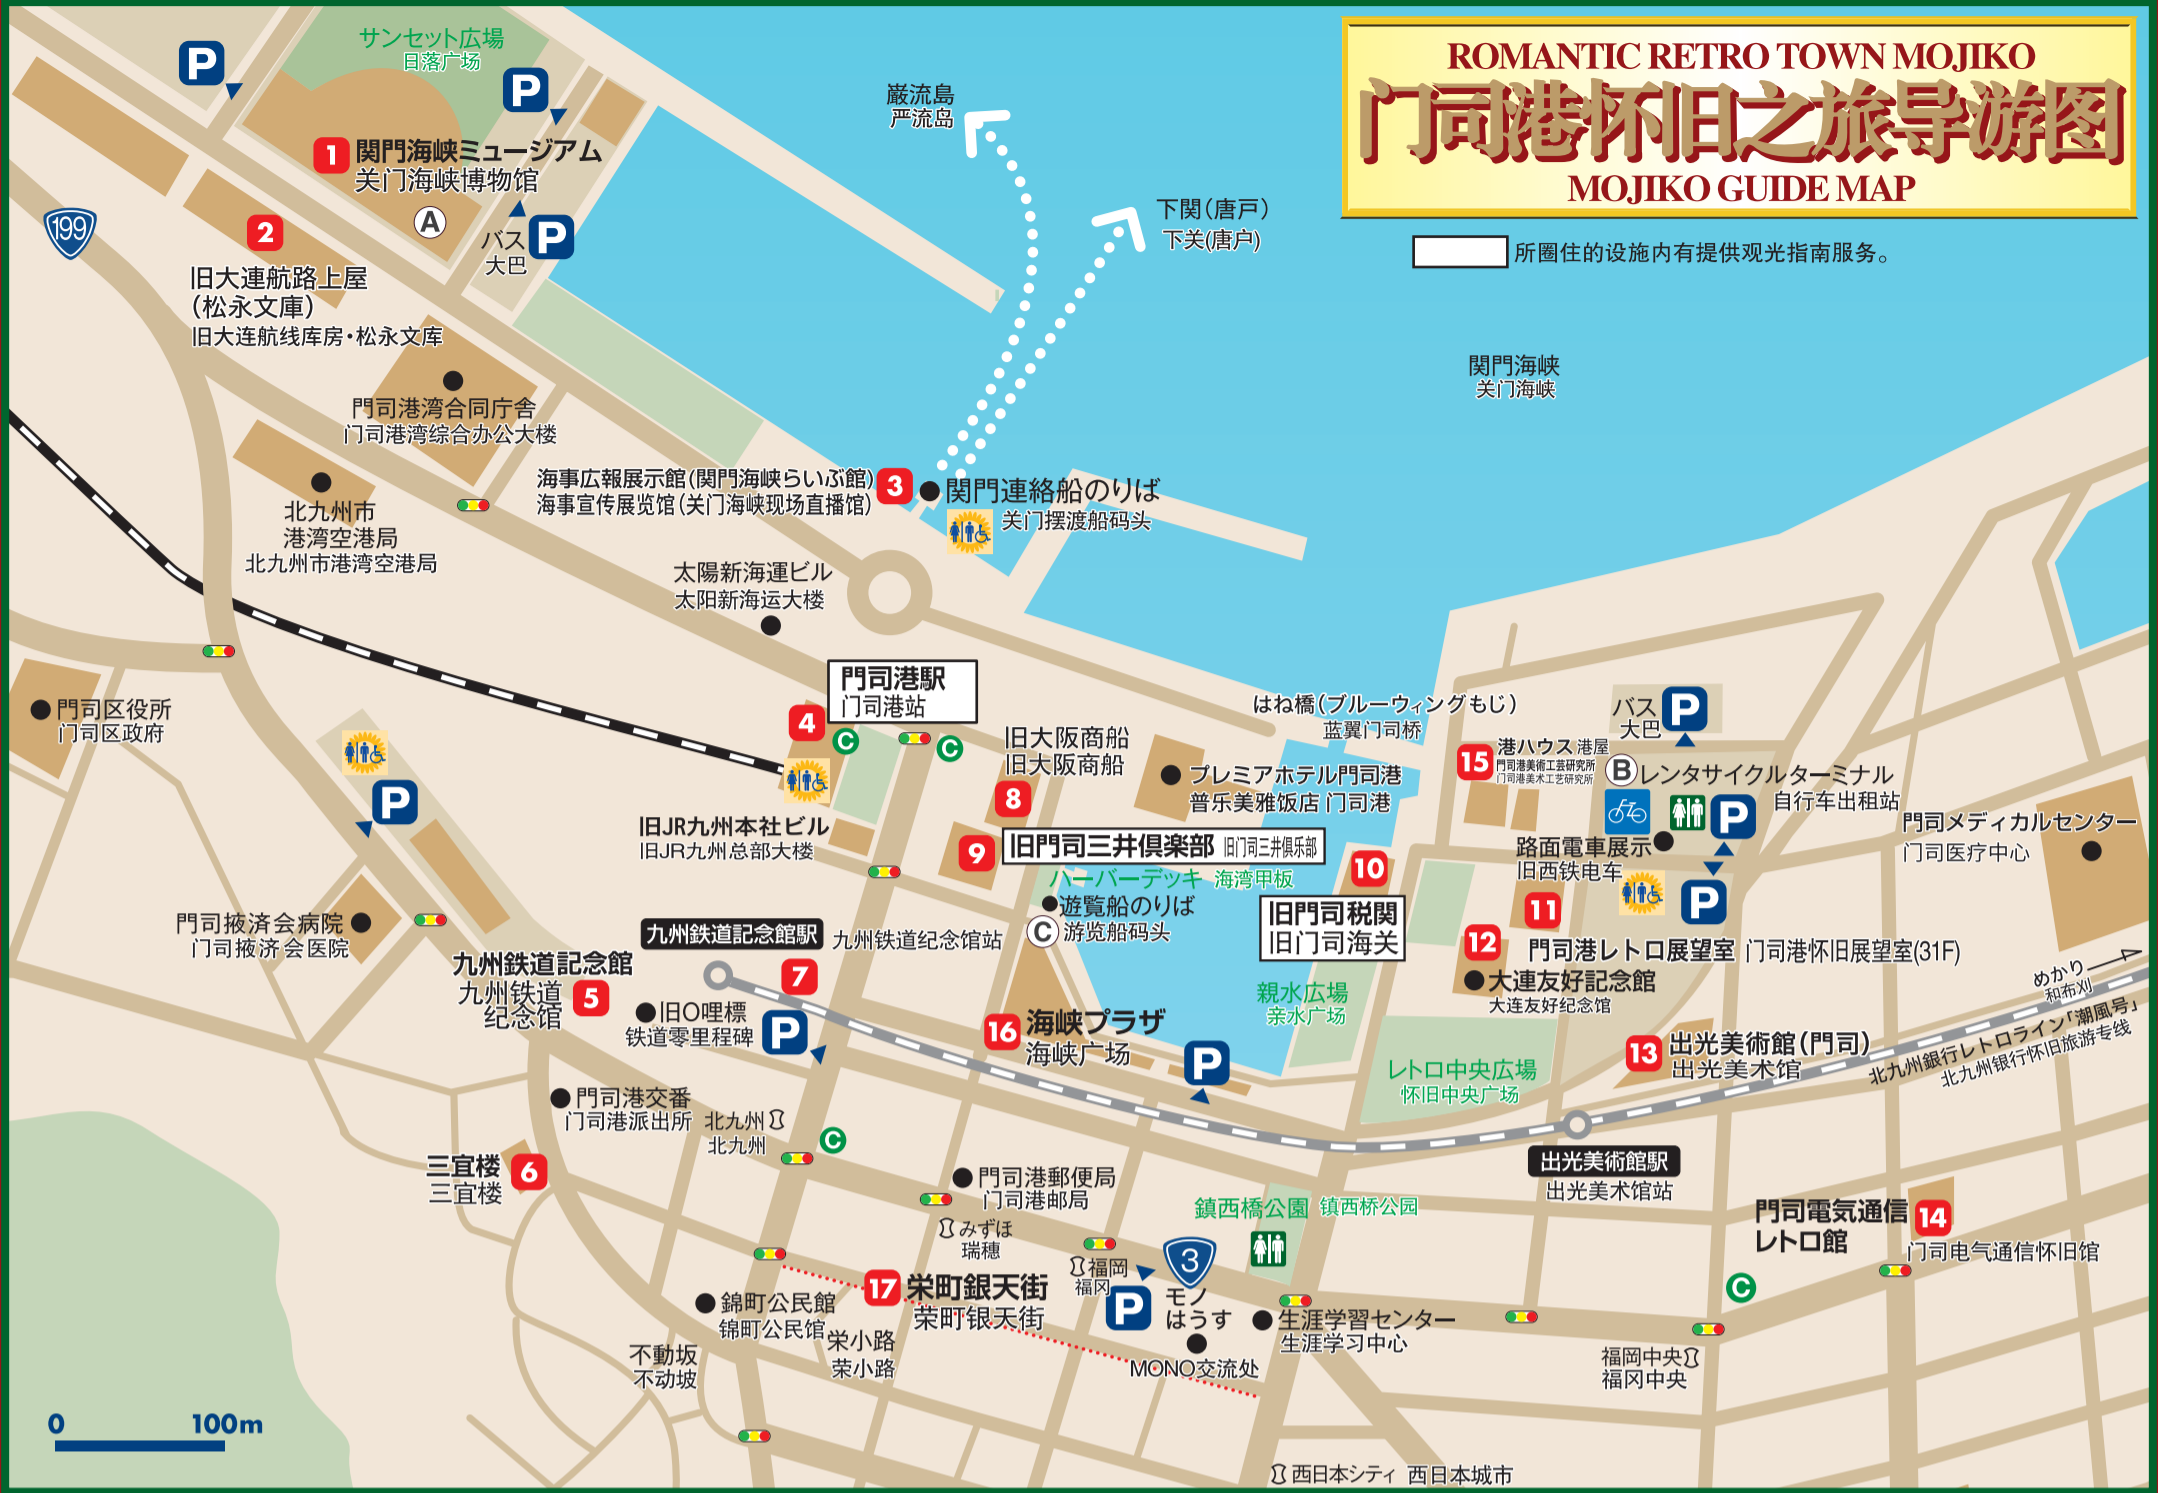 ROMANTIC RETRO TOWN MOJIKO
门司港怀旧之旅导游图
MOJIKO GUIDE MAP
所圈住的设施内有提供观光指南服务。
サンセット広場
日落广场
P
P
1
関門海峡ミュージアム
关门海峡博物馆
A
バス
大巴
P
199
2
旧大連航路上屋
(松永文庫)
旧大连航线库房・松永文库
巌流島
严流岛
下関(唐戸)
下关(唐户)
関門海峡
关门海峡
門司港湾合同庁舎
门司港湾综合办公大楼
北九州市
港湾空港局
北九州市港湾空港局
海事広報展示館(関門海峡らいぶ館)
海事宣传展览馆(关门海峡现场直播馆)
3
関門連絡船のりば
关门摆渡船码头
太陽新海運ビル
太阳新海运大楼
門司区役所
门司区政府
P
門司港駅
门司港站
4
C
C
旧大阪商船
旧大阪商船
8
プレミアホテル門司港
普乐美雅饭店 门司港
はね橋(ブルーウィングもじ)
蓝翼门司桥
旧JR九州本社ビル
旧JR九州总部大楼
9
旧門司三井倶楽部 旧门司三井俱乐部
ハーバーデッキ 海湾甲板
遊覧船のりば
C
游览船码头
10
旧門司税関
旧门司海关
15
港ハウス 港屋
門司港美術工芸研究所
门司港美术工艺研究所
バス
大巴
P
B
レンタサイクルターミナル
自行车出租站
P
路面電車展示
旧西铁电车
P
11
12
門司港レトロ展望室 门司港怀旧展望室(31F)
大連友好記念館
大连友好纪念馆
門司メディカルセンター
门司医疗中心
めかり
和布刈
北九州銀行レトロライン「潮風号」
北九州银行怀旧旅游专线
13
出光美術館(門司)
出光美术馆
親水広場
亲水广场
レトロ中央広場
怀旧中央广场
出光美術館駅
出光美术馆站
門司掖済会病院
门司掖济会医院
九州鉄道記念館
九州铁道
纪念馆
5
九州鉄道記念館駅
九州铁道纪念馆站
7
旧0哩標
铁道零里程碑
P
16
海峡プラザ
海峡广场
P
門司港交番
门司港派出所
北九州
北九州
C
三宜楼
三宜楼
6
門司港郵便局
门司港邮局
みずほ
瑞穗
鎮西橋公園 镇西桥公园
福岡
福冈
3
P
モノ
はうす
MONO交流处
生涯学習センター
生涯学习中心
17
栄町銀天街
荣町银天街
錦町公民館
锦町公民馆
栄小路
荣小路
不動坂
不动坡
門司電気通信
レトロ館
14
门司电气通信怀旧馆
C
福岡中央
福冈中央
西日本シティ 西日本城市
0 100m